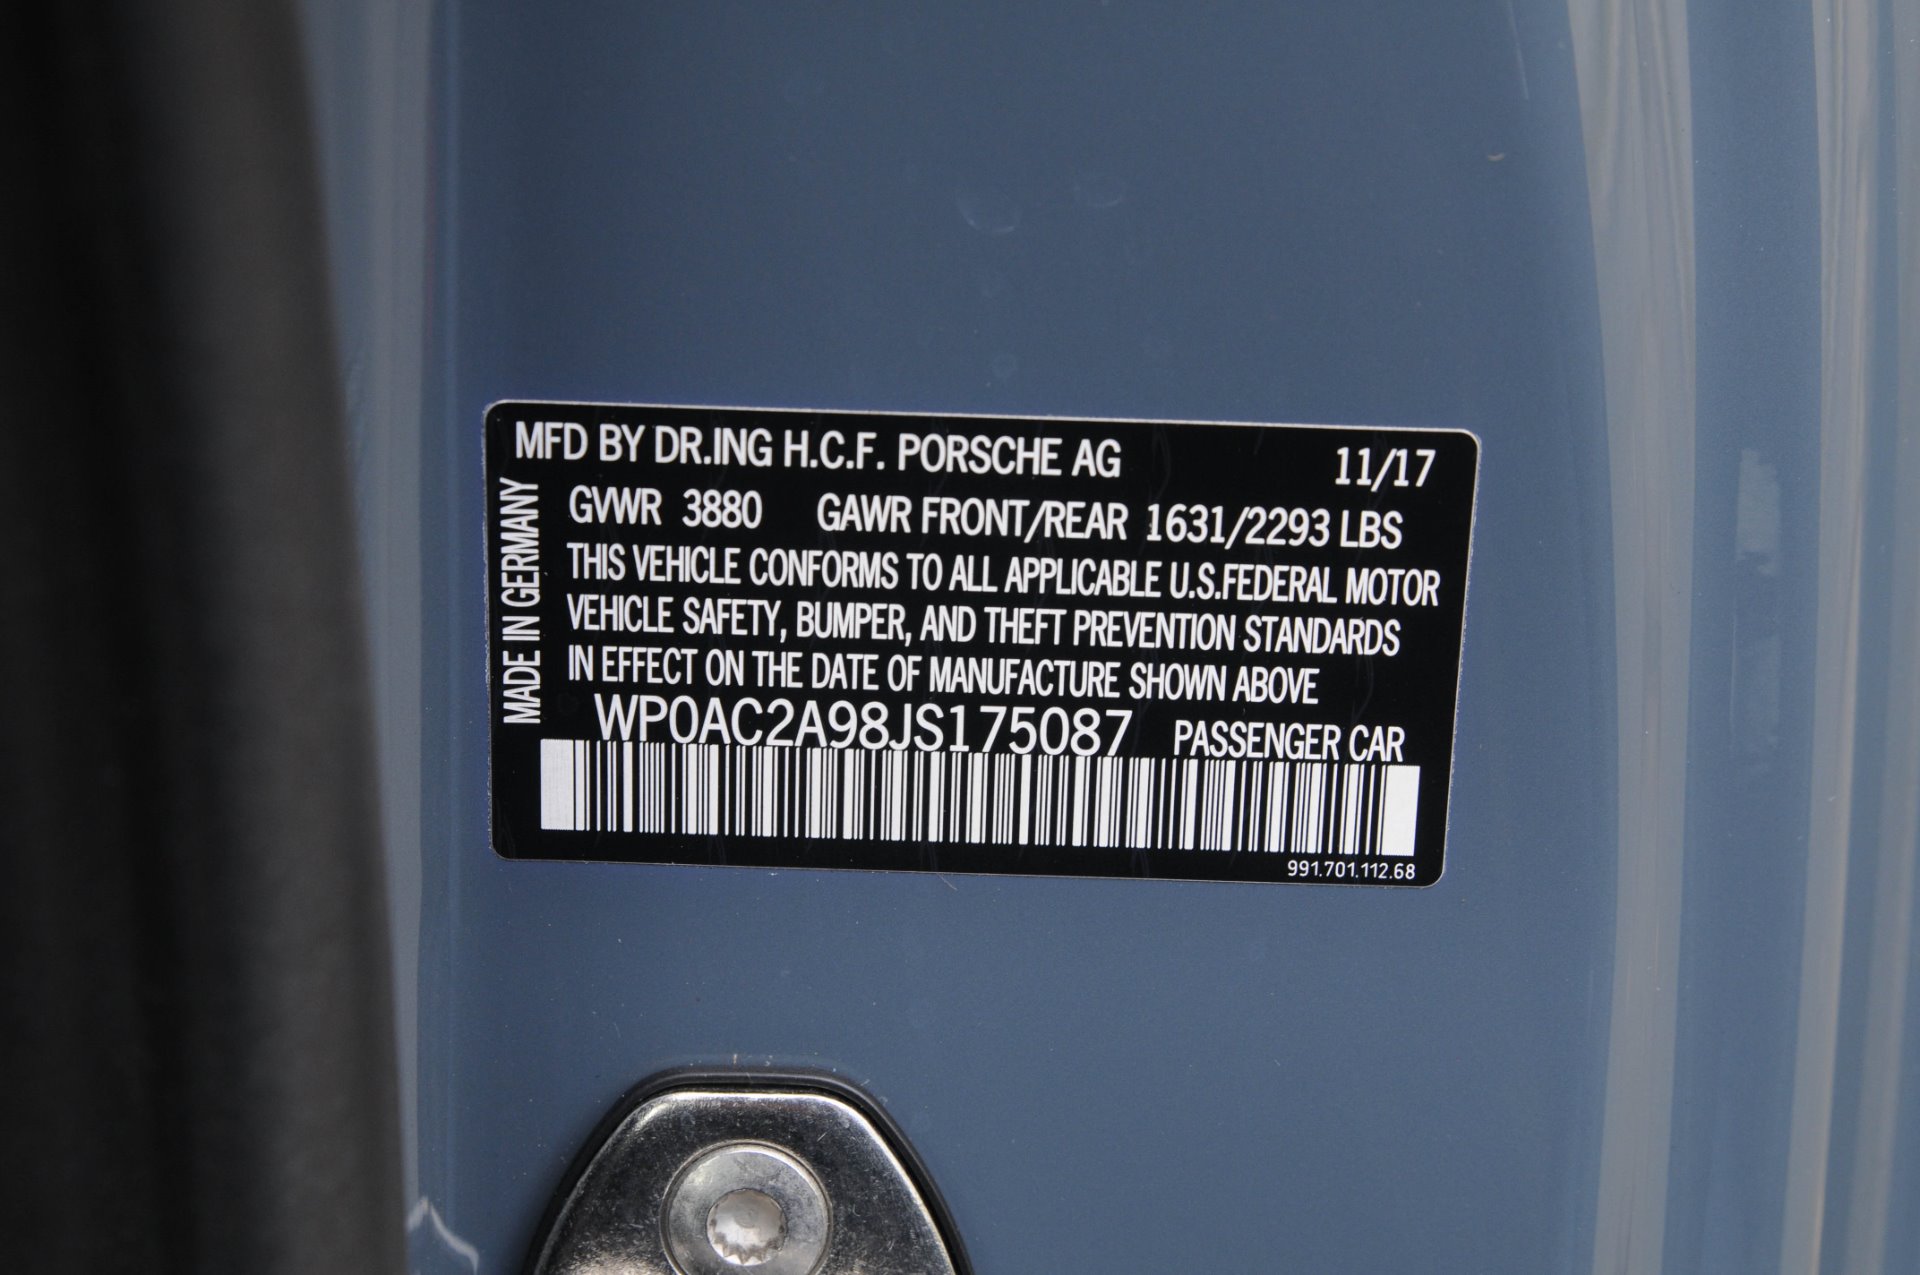 MFD BY DR.ING H.C.F. PORSCHE AG 11/17
MADE IN GERMANY
GVWR 3880 GAWR FRONT/REAR 1631/2293 LBS
THIS VEHICLE CONFORMS TO ALL APPLICABLE U.S.FEDERAL MOTOR
VEHICLE SAFETY, BUMPER, AND THEFT PREVENTION STANDARDS
IN EFFECT ON THE DATE OF MANUFACTURE SHOWN ABOVE
WP0AC2A98JS175087 PASSENGER CAR
991.701.112.68